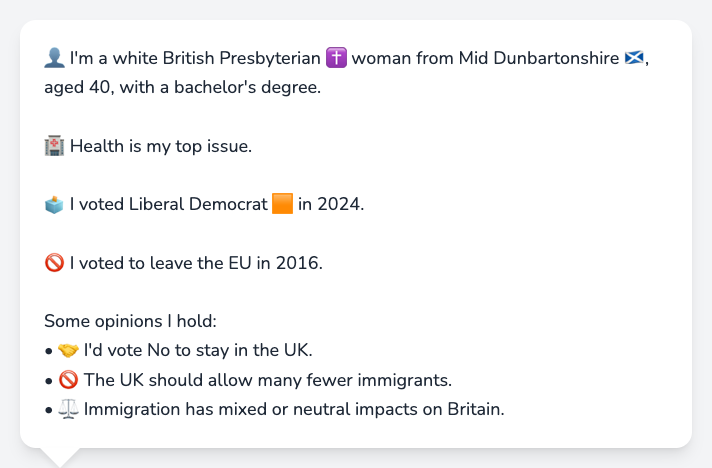 👤 I'm a white British Presbyterian ✝️ woman from Mid Dunbartonshire 🏴󠁧󠁢󠁳󠁣󠁴󠁿,
aged 40, with a bachelor's degree.
🏥 Health is my top issue.
🗳️ I voted Liberal Democrat 🟧 in 2024.
🚫 I voted to leave the EU in 2016.
Some opinions I hold:
• 🤝 I'd vote No to stay in the UK.
• 🚫 The UK should allow many fewer immigrants.
• ⚖️ Immigration has mixed or neutral impacts on Britain.